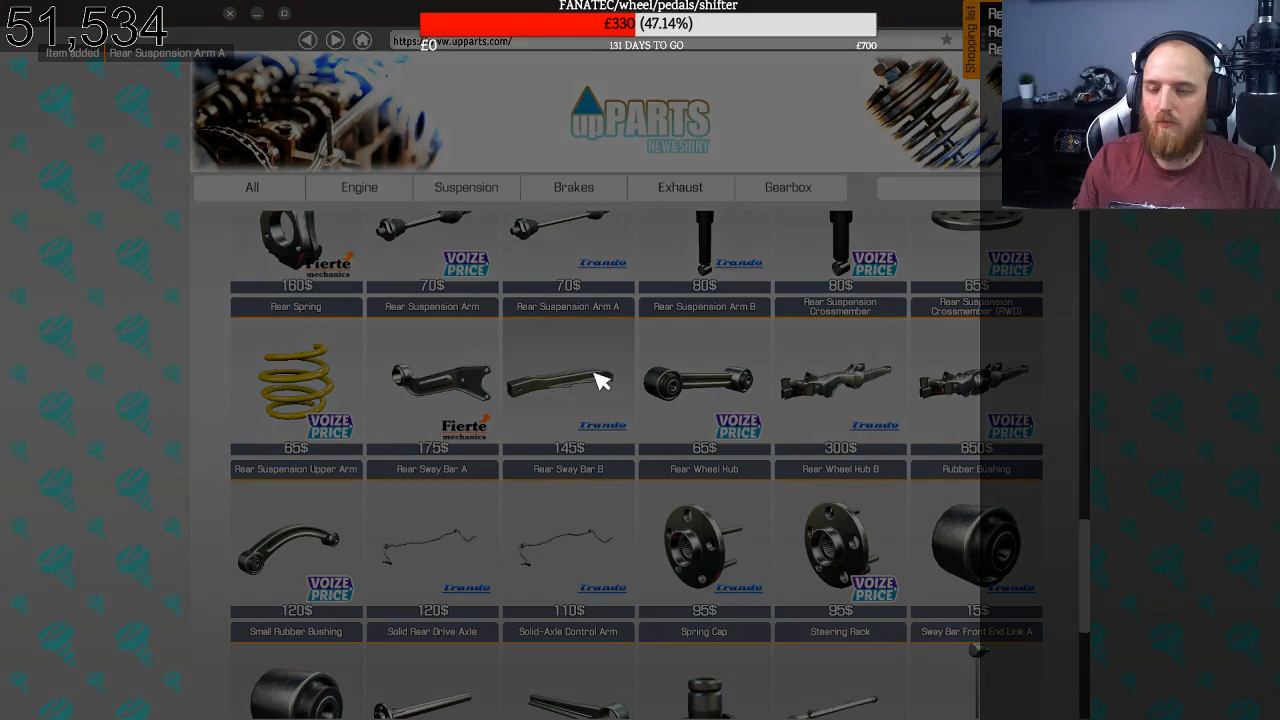 51,534
FANATEC/wheel/pedals/shifter
£330 (47.14%)
£0
131 DAYS TO GO
£700
Item added
Rear Suspension Arm A
https://www.upparts.com/
Shopping list
Re
Re
Re
upPARTS
NEW&SHINY
All
Engine
Suspension
Brakes
Exhaust
Gearbox
Fierte
mechanics
VOIZE
PRICE
Trando
Trando
VOIZE
PRICE
VOIZE
PRICE
160$
70$
70$
80$
80$
65$
Rear Spring
Rear Suspension Arm
Rear Suspension Arm A
Rear Suspension Arm B
Rear Suspension
Crossmember
Rear Suspension
Crossmember (RWD)
VOIZE
PRICE
Fierte
mechanics
Trando
VOIZE
PRICE
Trando
VOIZE
PRICE
65$
175$
145$
65$
300$
650$
Rear Suspension Upper Arm
Rear Sway Bar A
Rear Sway Bar B
Rear Wheel Hub
Rear Wheel Hub B
Rubber Bushing
VOIZE
PRICE
Trando
Trando
Trando
VOIZE
PRICE
Trando
120$
120$
110$
95$
95$
15$
Small Rubber Bushing
Solid Rear Drive Axle
Solid-Axle Control Arm
Spring Cap
Steering Rack
Sway Bar Front End Link A